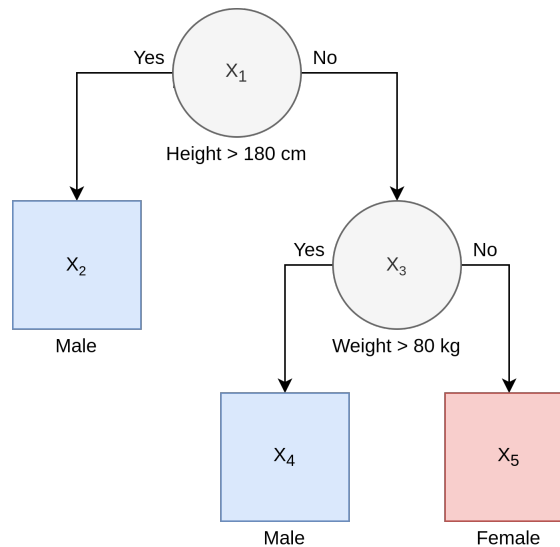 Yes
No
X1
Height > 180 cm
X2
Male
Yes
No
X3
Weight > 80 kg
X4
Male
X5
Female